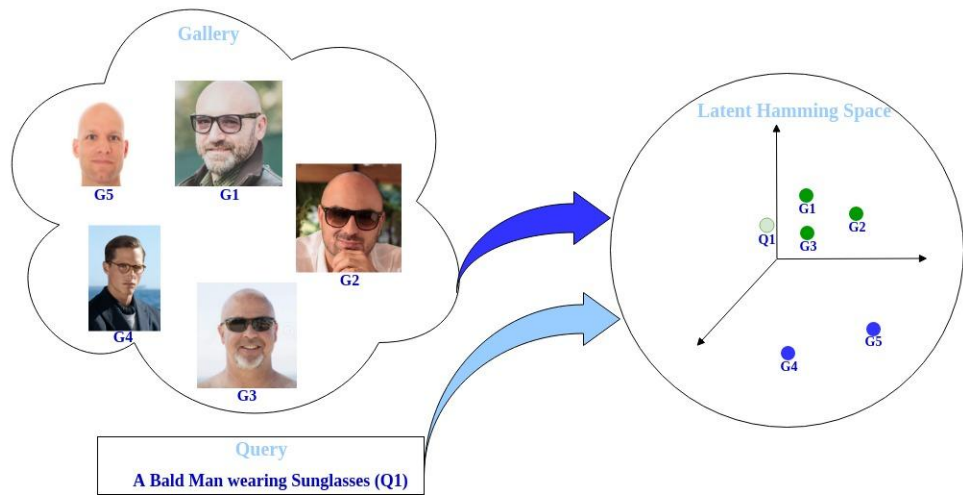 Gallery
G5
G1
G2
G4
G3
Query
A Bald Man wearing Sunglasses (Q1)
Latent Hamming Space
G1
G2
Q1
G3
G5
G4